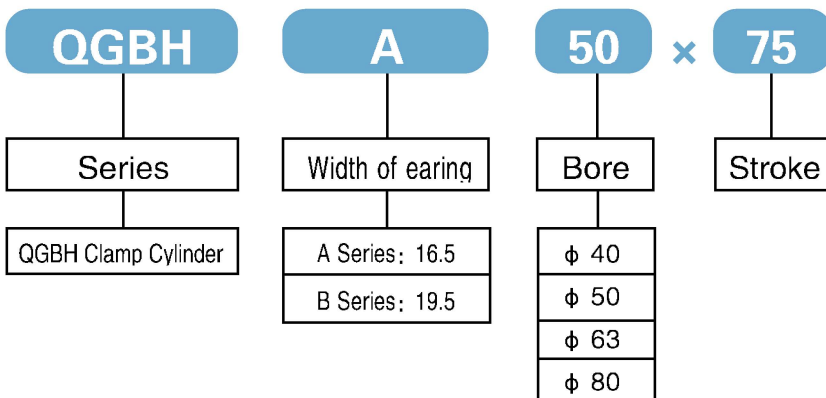 QGBH A 50 × 75
Series Width of earing Bore Stroke
QGBH Clamp Cylinder A Series: 16.5 ф 40
B Series: 19.5 ф 50
ф 63
ф 80